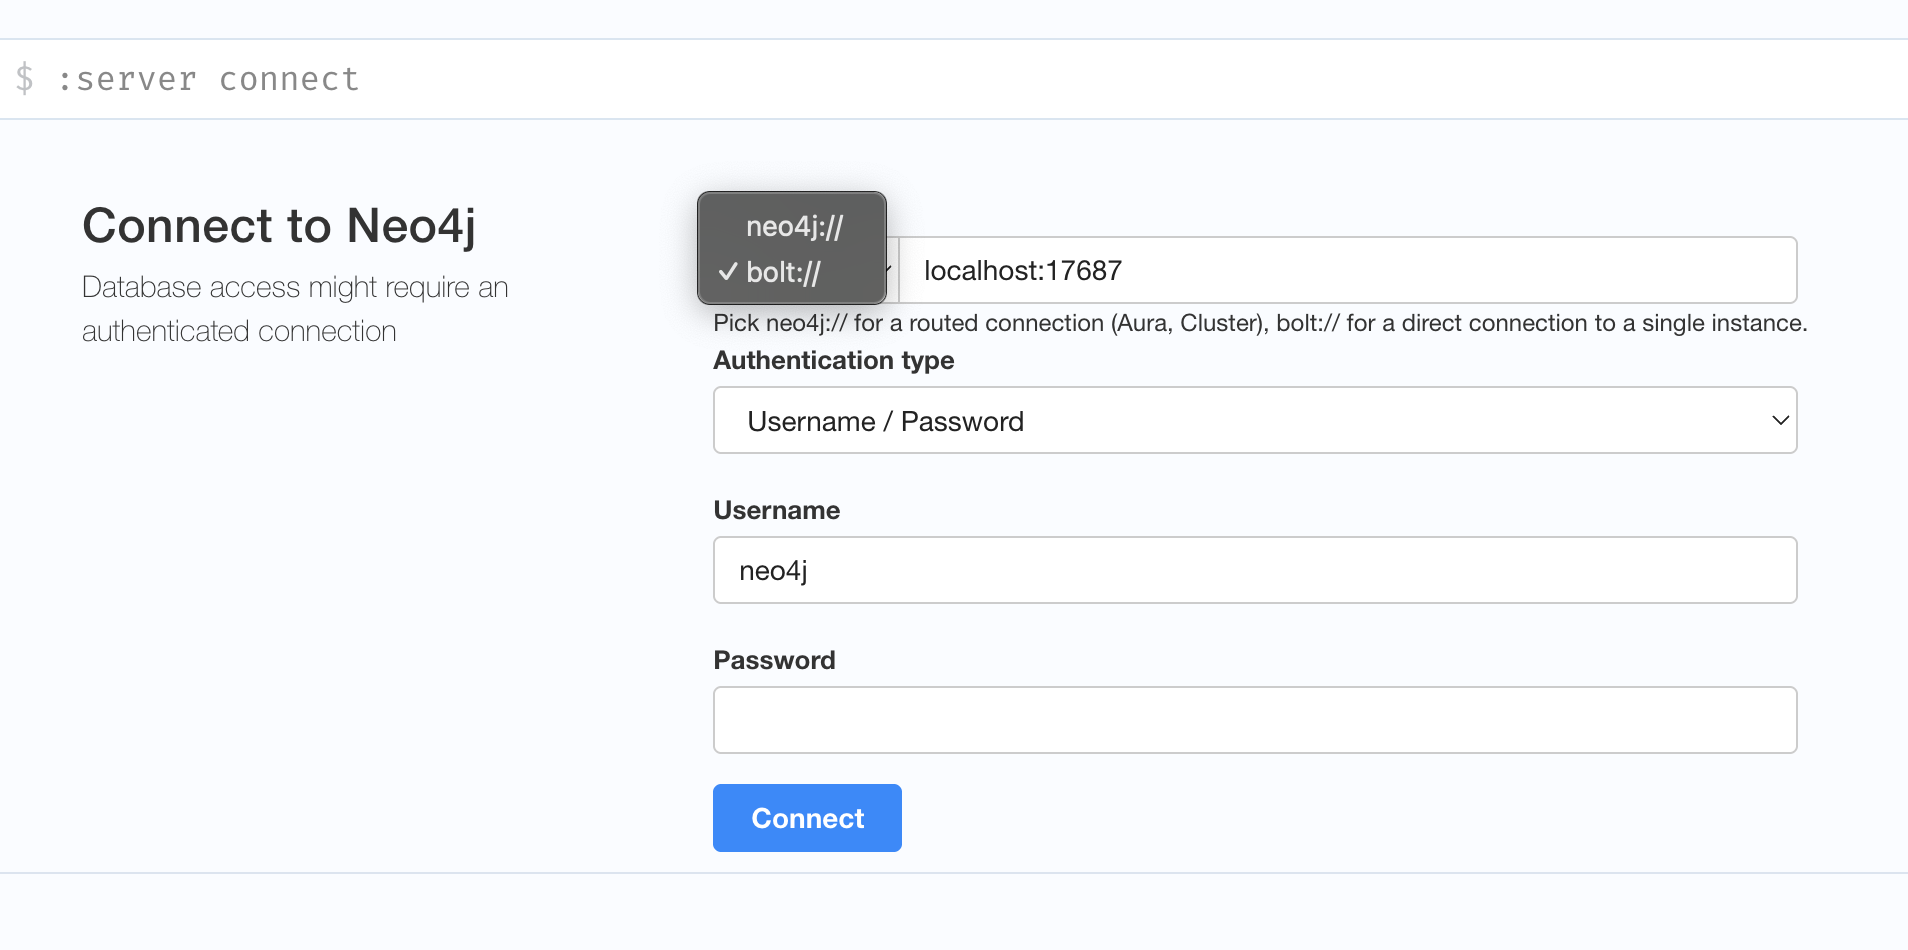 $ :server connect
Connect to Neo4j
Database access might require an
authenticated connection
neo4j://
✓ bolt://
localhost:17687
Pick neo4j:// for a routed connection (Aura, Cluster), bolt:// for a direct connection to a single instance.
Authentication type
Username / Password
Username
neo4j
Password
Connect